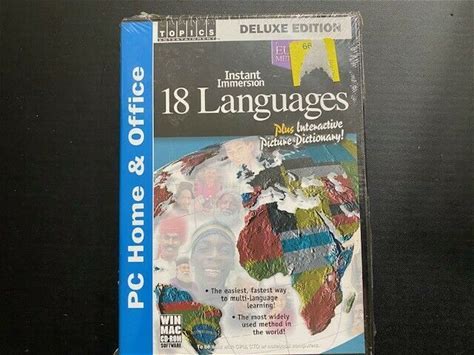 TOPICS
ENTERTAINMENT
DELUXE EDITION
PC Home & Office
Instant
Immersion
18 Languages
Plus Interactive
Picture Dictionary!
• The easiest, fastest way
to multi-language
learning!
• The most widely
used method in
the world!
WIN
MAC
CD-ROM
SOFTWARE